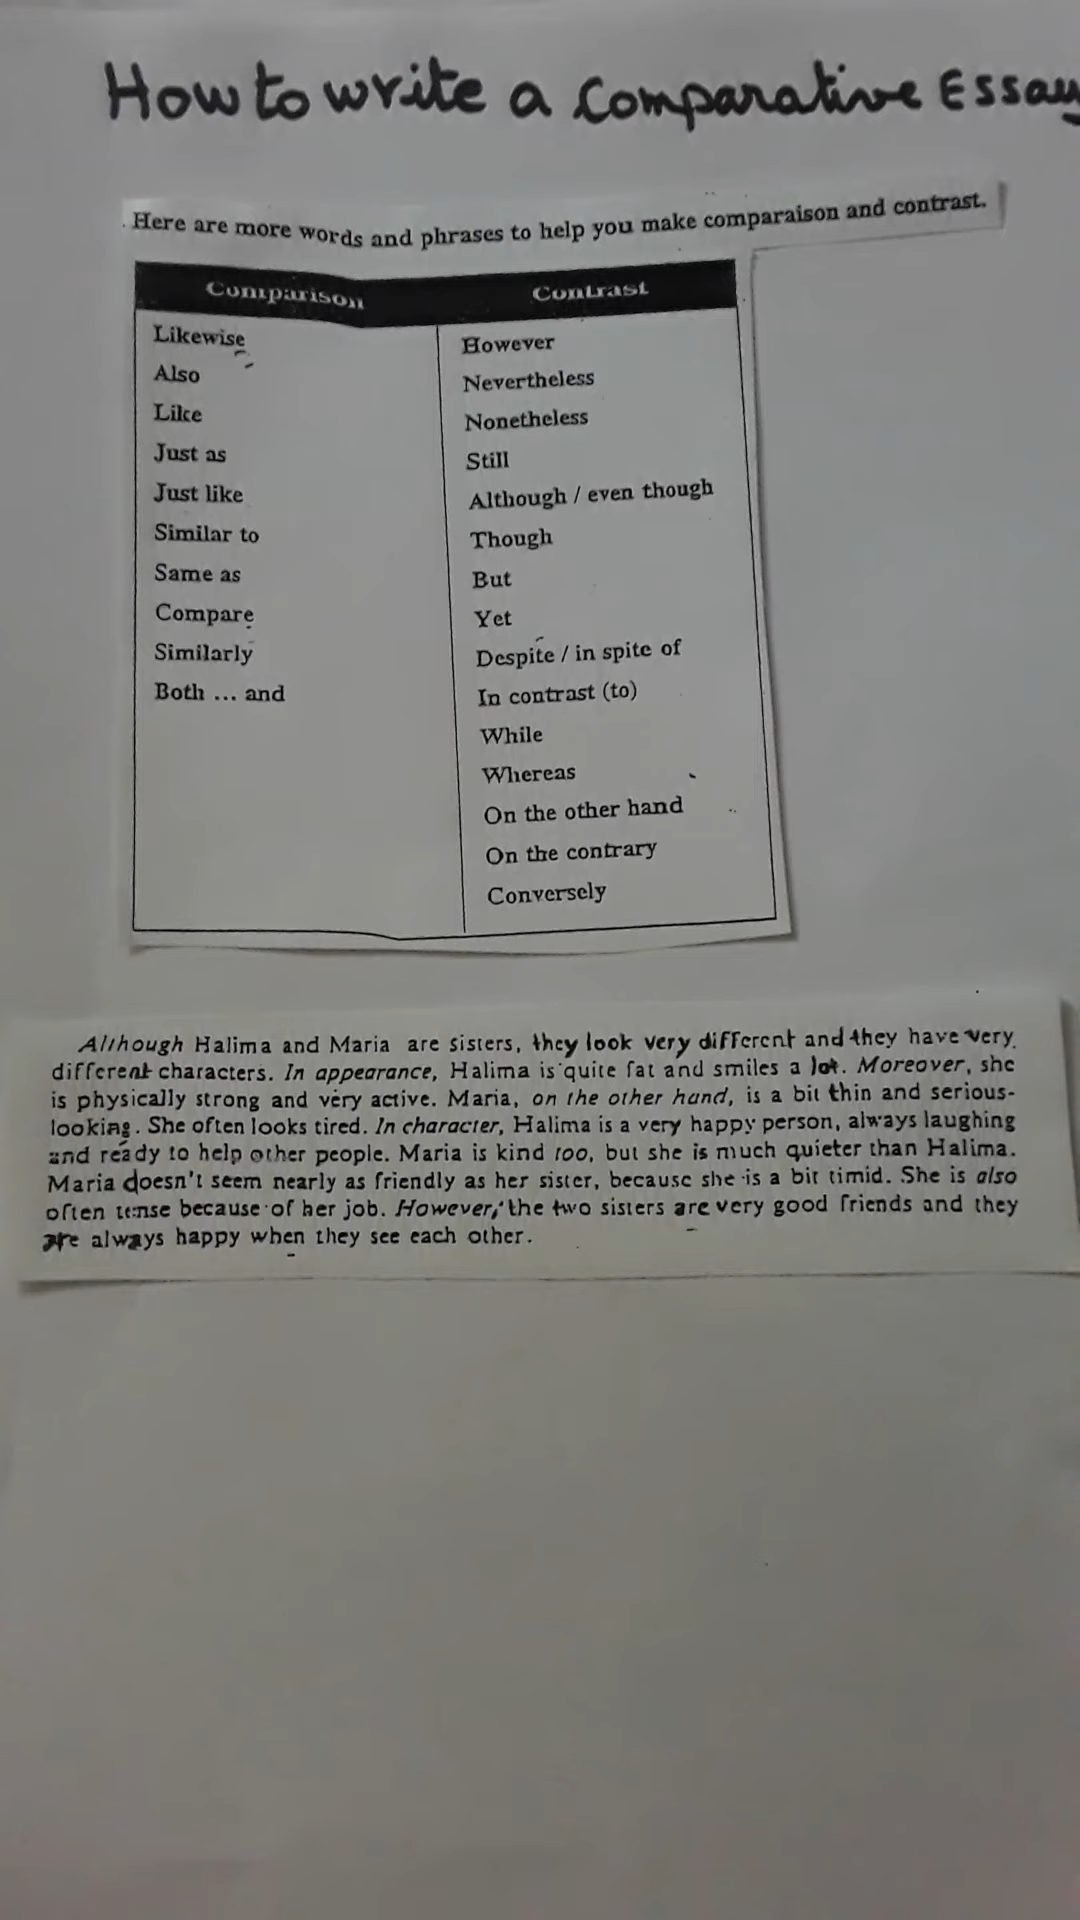 How to write a comparative Essay
Here are more words and phrases to help you make comparaison and contrast.
Comparison
Contrast
Likewise
Also
Like
Just as
Just like
Similar to
Same as
Compare
Similarly
Both ... and
However
Nevertheless
Nonetheless
Still
Although / even though
Though
But
Yet
Despite / in spite of
In contrast (to)
While
Whereas
On the other hand
On the contrary
Conversely
Although Halima and Maria are sisters, they look very different and they have very
different characters. In appearance, Halima is quite fat and smiles a lot. Moreover, she
is physically strong and very active. Maria, on the other hand, is a bit thin and serious-
looking. She often looks tired. In character, Halima is a very happy person, always laughing
and ready to help other people. Maria is kind too, but she is much quieter than Halima.
Maria doesn't seem nearly as friendly as her sister, because she is a bit timid. She is also
often tense because of her job. However, the two sisters are very good friends and they
are always happy when they see each other.